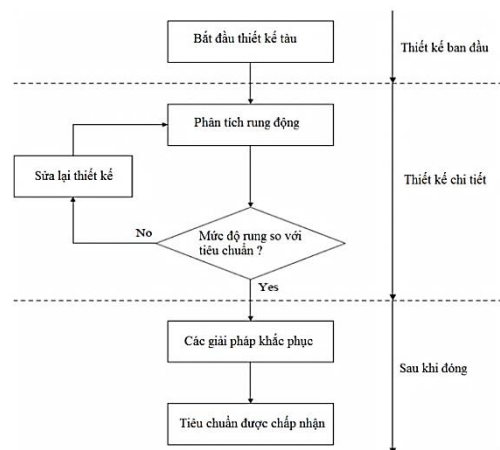 Bắt đầu thiết kế tàu
Thiết kế ban đầu
Phân tích rung động
Sửa lại thiết kế
Thiết kế chi tiết
No
Mức độ rung so với
tiêu chuẩn ?
Yes
Các giải pháp khắc phục
Sau khi đóng
Tiêu chuẩn được chấp nhận